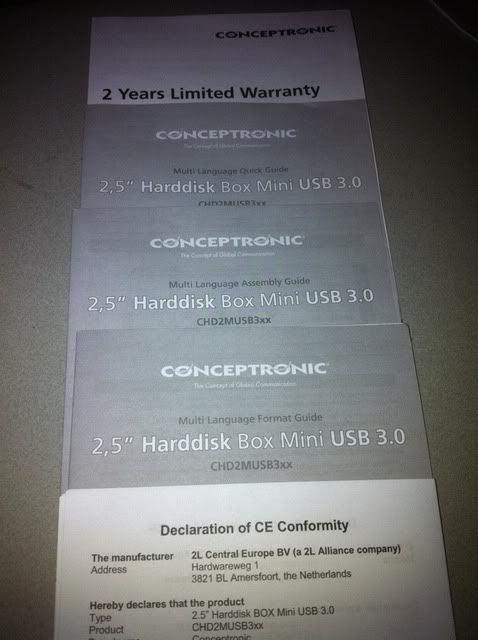 CONCEPTRONIC
2 Years Limited Warranty
CONCEPTRONIC
The Concept of Global Communication
Multi Language Quick Guide
2,5” Harddisk Box Mini USB 3.0
CHD2MUSB3xx
CONCEPTRONIC
The Concept of Global Communication
Multi Language Assembly Guide
2,5” Harddisk Box Mini USB 3.0
CHD2MUSB3xx
CONCEPTRONIC
The Concept of Global Communication
Multi Language Format Guide
2,5” Harddisk Box Mini USB 3.0
CHD2MUSB3xx
Declaration of CE Conformity
The manufacturer 2L Central Europe BV (a 2L Alliance company)
Address Hardwareweg 1
3821 BL Amersfoort, the Netherlands
Hereby declares that the product
Type 2.5" Harddisk BOX Mini USB 3.0
Product CHD2MUSB3xx
Conceptronic